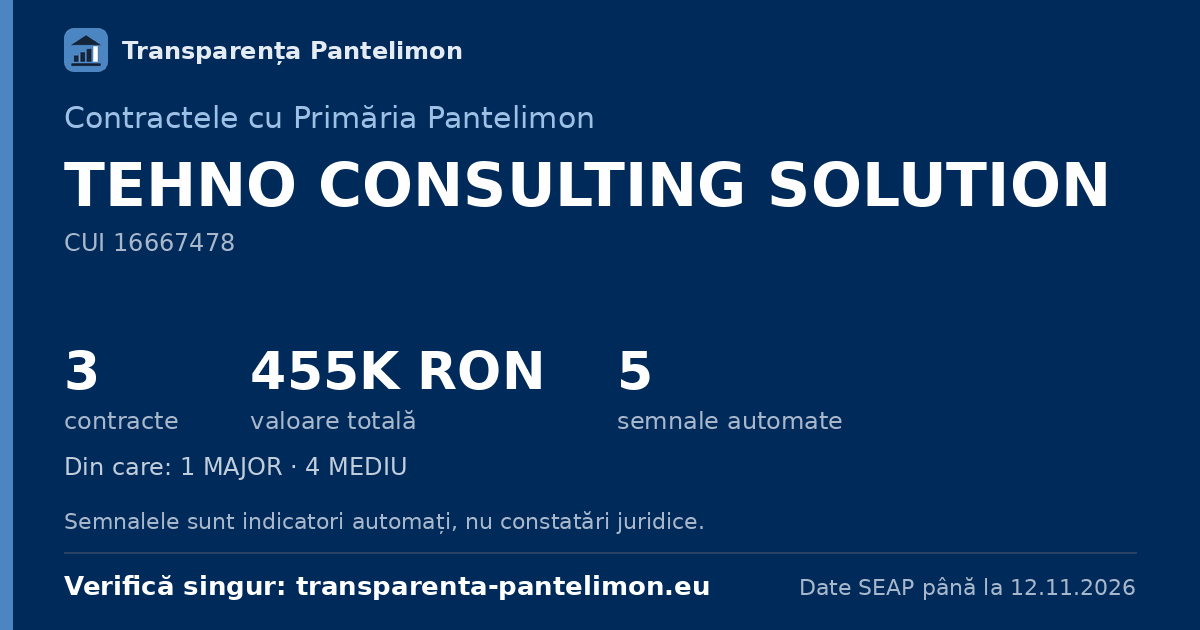 Transparența Pantelimon
Contractele cu Primăria Pantelimon
TEHNO CONSULTING SOLUTION
CUI 16667478
3 455K RON 5
contracte valoare totală semnale automate
Din care: 1 MAJOR · 4 MEDIU
Semnalele sunt indicatori automați, nu constatări juridice.
Verifică singur: transparenta-pantelimon.eu Date SEAP până la 12.11.2026